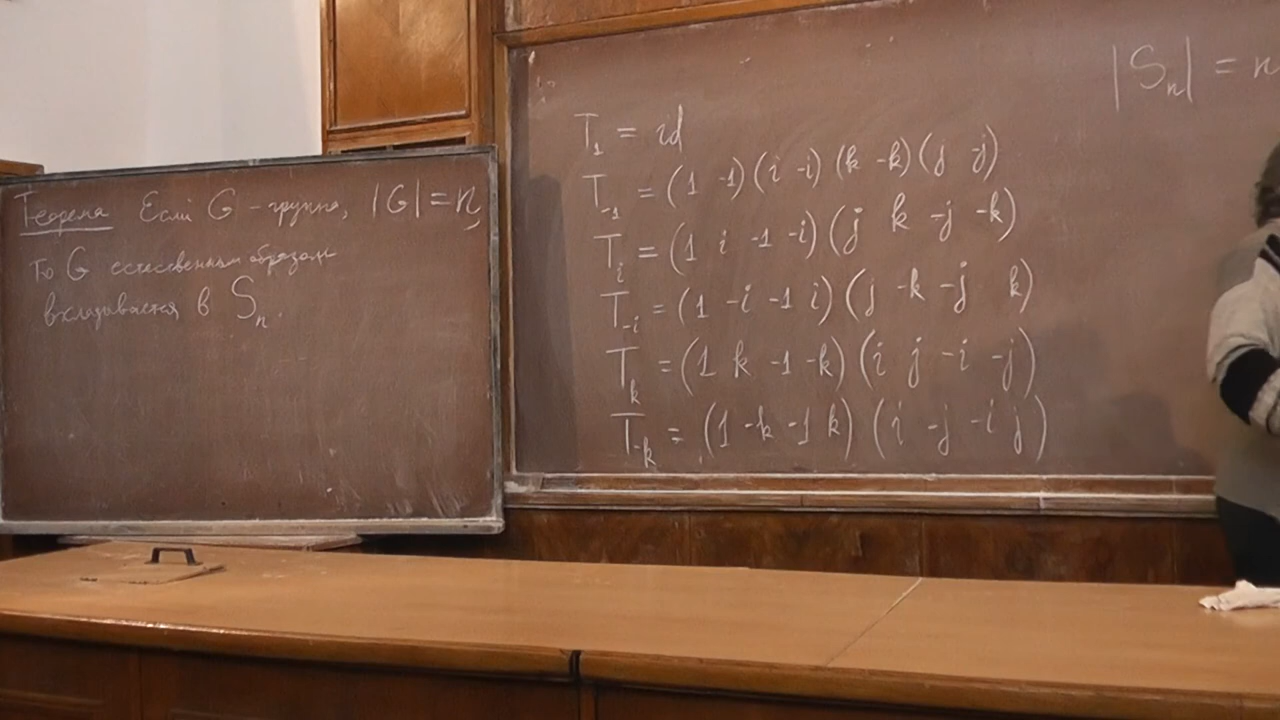 Теорема Если G - группа, |G| = n,
то G естественным образом
вкладывается в Sₙ.
|Sₙ| = n
T₁ = id
T₋₁ = (1 -1)(i -i)(k -k)(j -j)
Tᵢ = (1 i -1 -i)(j k -j -k)
T₋ᵢ = (1 -i -1 i)(j -k -j k)
Tₖ = (1 k -1 -k)(i j -i -j)
T₋ₖ = (1 -k -1 k)(i -j -i j)